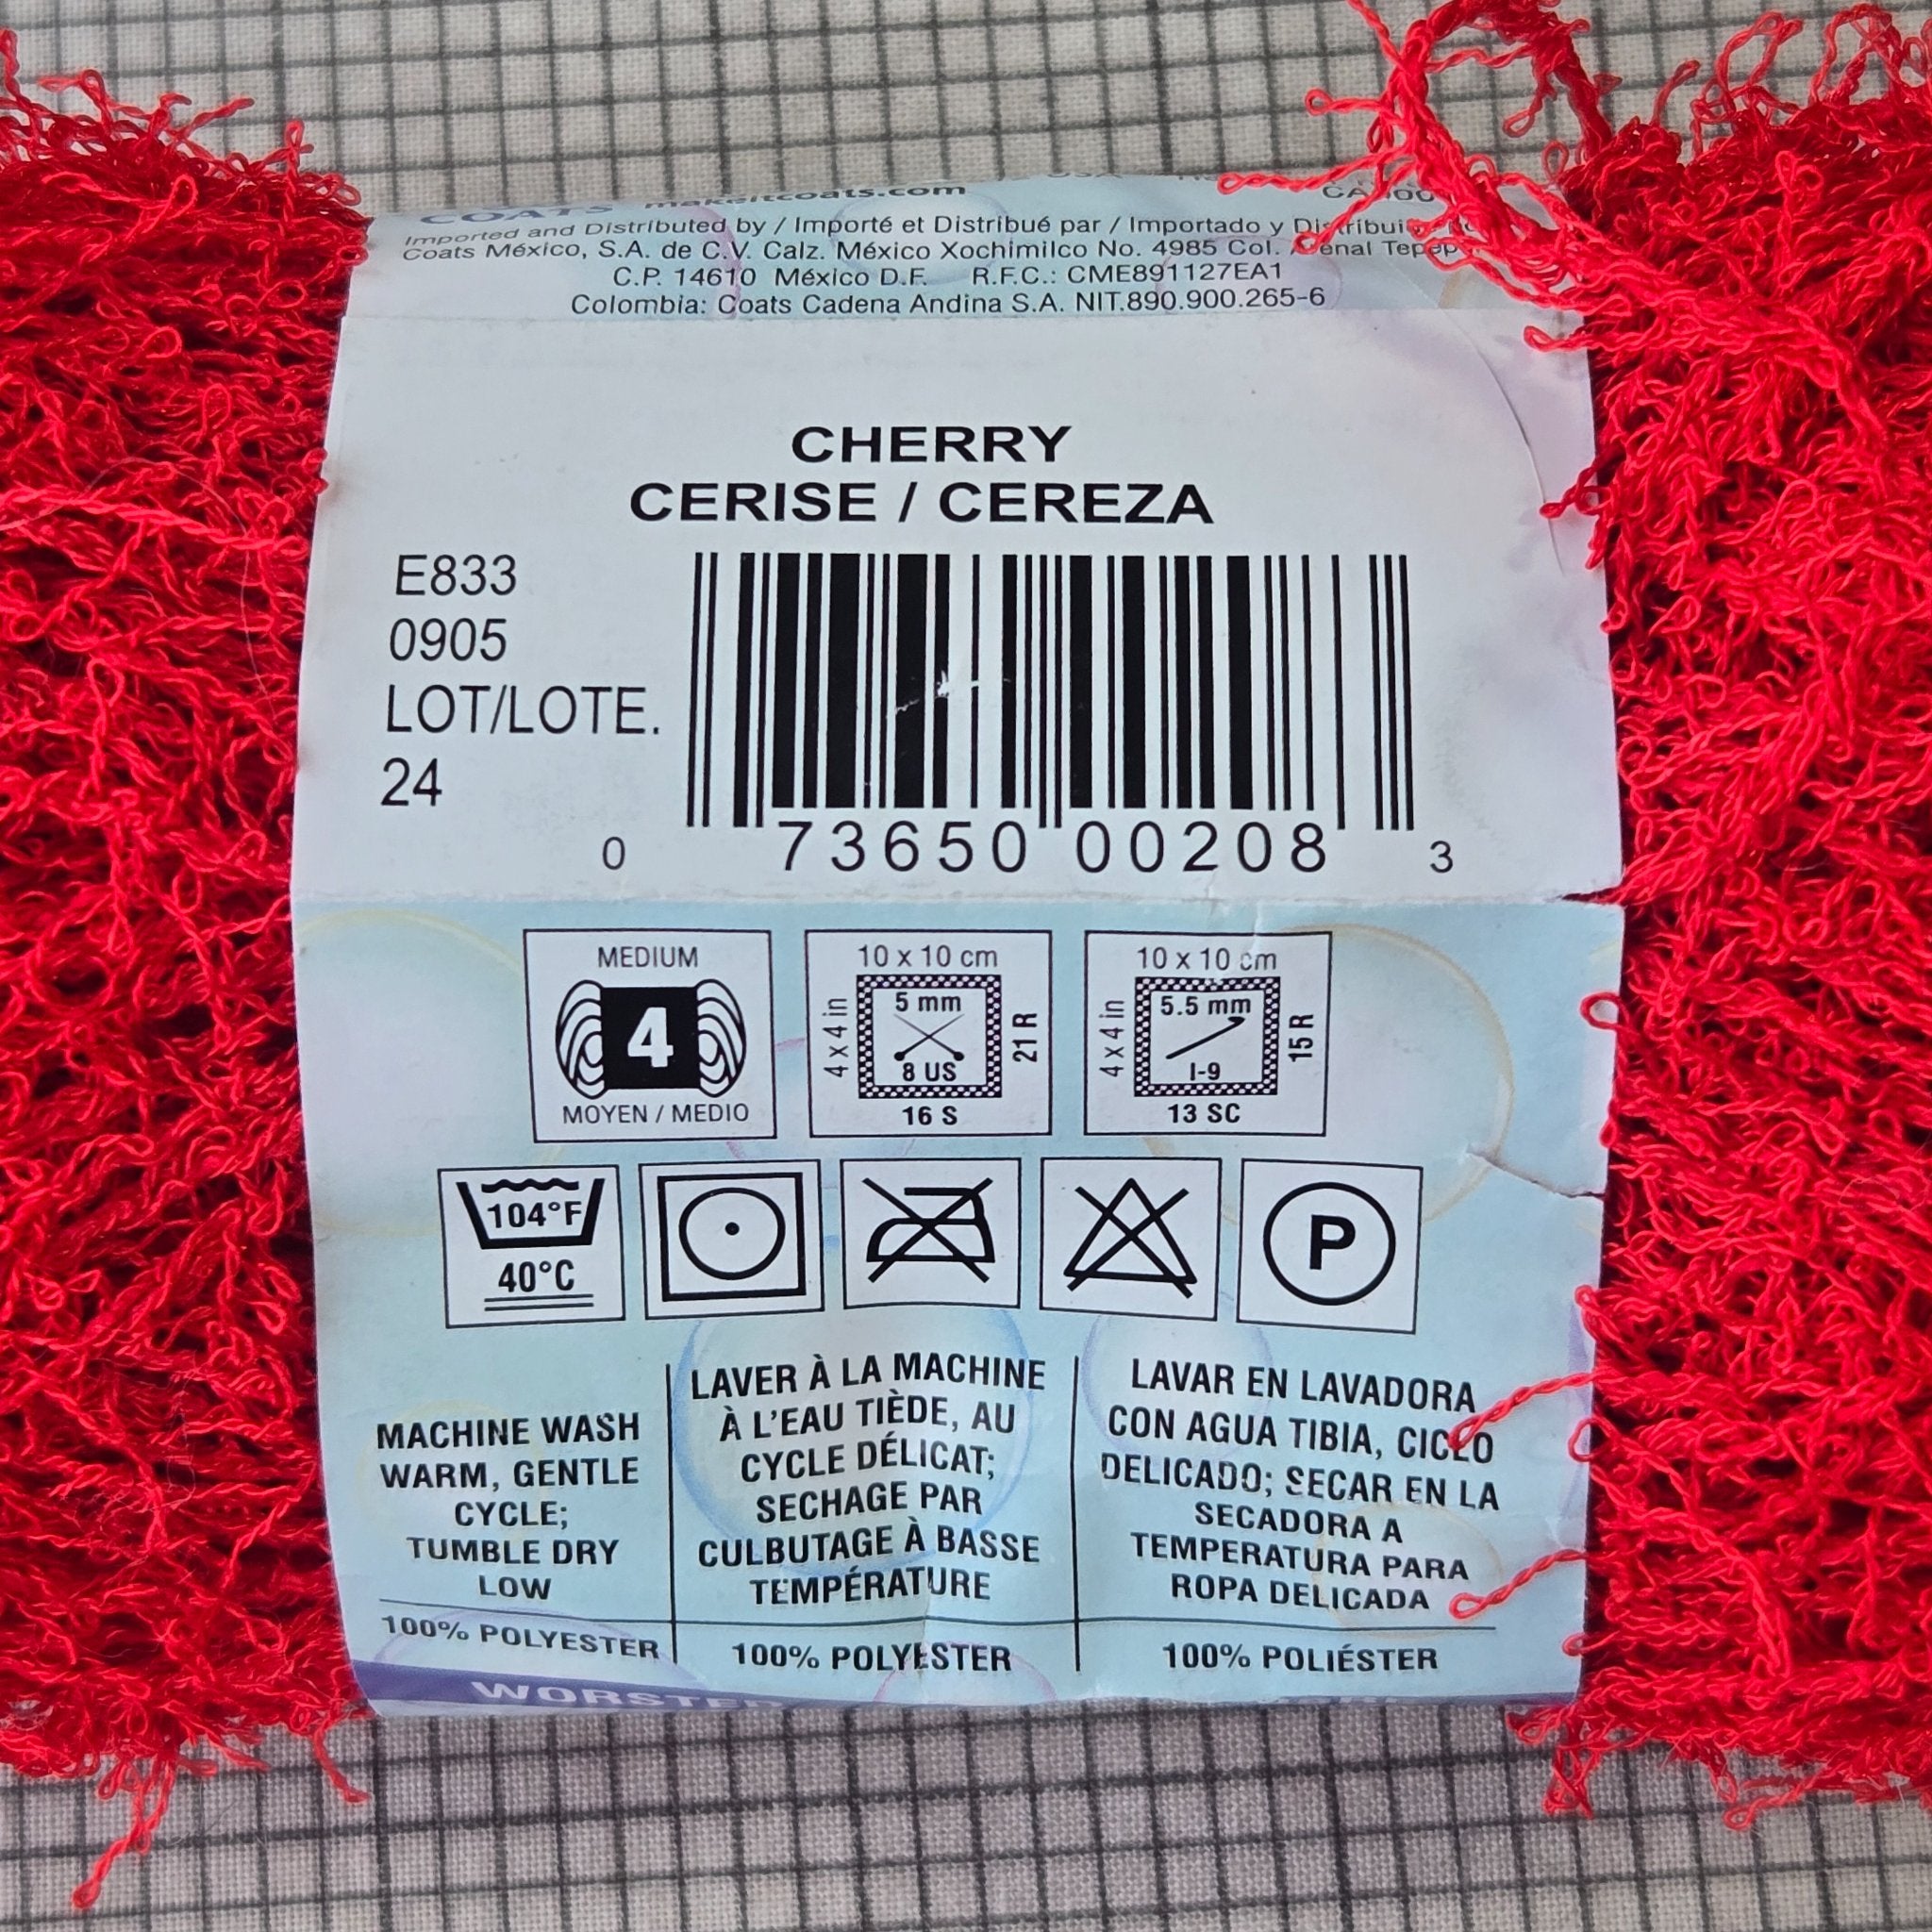 COATS makeitcoats.com
Imported and Distributed by / Importé et Distribué par / Importado y
Coats México, S.A. de C.V. Calz. México Xochimilco No. 4985 Col.
C.P. 14610 México D.F. R.F.C.: CME891127EA1
Colombia: Coats Cadena Andina S.A. NIT.890.900.265-6
CHERRY
CERISE / CEREZA
E833
0905
LOT/LOTE.
24
0 73650 00208 3
MEDIUM
4
MOYEN / MEDIO
10 x 10 cm
4 x 4 in
5 mm
8 US
21 R
16 S
10 x 10 cm
4 x 4 in
5.5 mm
I-9
15 R
13 SC
104°F
40°C
P
MACHINE WASH
WARM, GENTLE
CYCLE;
TUMBLE DRY
LOW
100% POLYESTER
LAVER À LA MACHINE
À L'EAU TIÈDE, AU
CYCLE DÉLICAT;
SECHAGE PAR
CULBUTAGE À BASSE
TEMPÉRATURE
100% POLYESTER
LAVAR EN LAVADORA
CON AGUA TIBIA, CICLO
DELICADO; SECAR EN LA
SECADORA A
TEMPERATURA PARA
ROPA DELICADA
100% POLIÉSTER